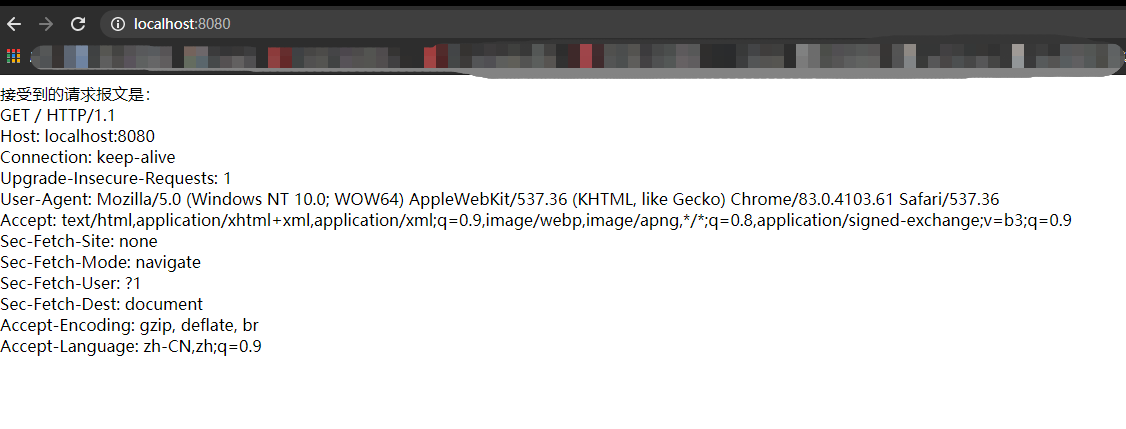 localhost:8080
接受到的请求报文是：
GET / HTTP/1.1
Host: localhost:8080
Connection: keep-alive
Upgrade-Insecure-Requests: 1
User-Agent: Mozilla/5.0 (Windows NT 10.0; WOW64) AppleWebKit/537.36 (KHTML, like Gecko) Chrome/83.0.4103.61 Safari/537.36
Accept: text/html,application/xhtml+xml,application/xml;q=0.9,image/webp,image/apng,*/*;q=0.8,application/signed-exchange;v=b3;q=0.9
Sec-Fetch-Site: none
Sec-Fetch-Mode: navigate
Sec-Fetch-User: ?1
Sec-Fetch-Dest: document
Accept-Encoding: gzip, deflate, br
Accept-Language: zh-CN,zh;q=0.9